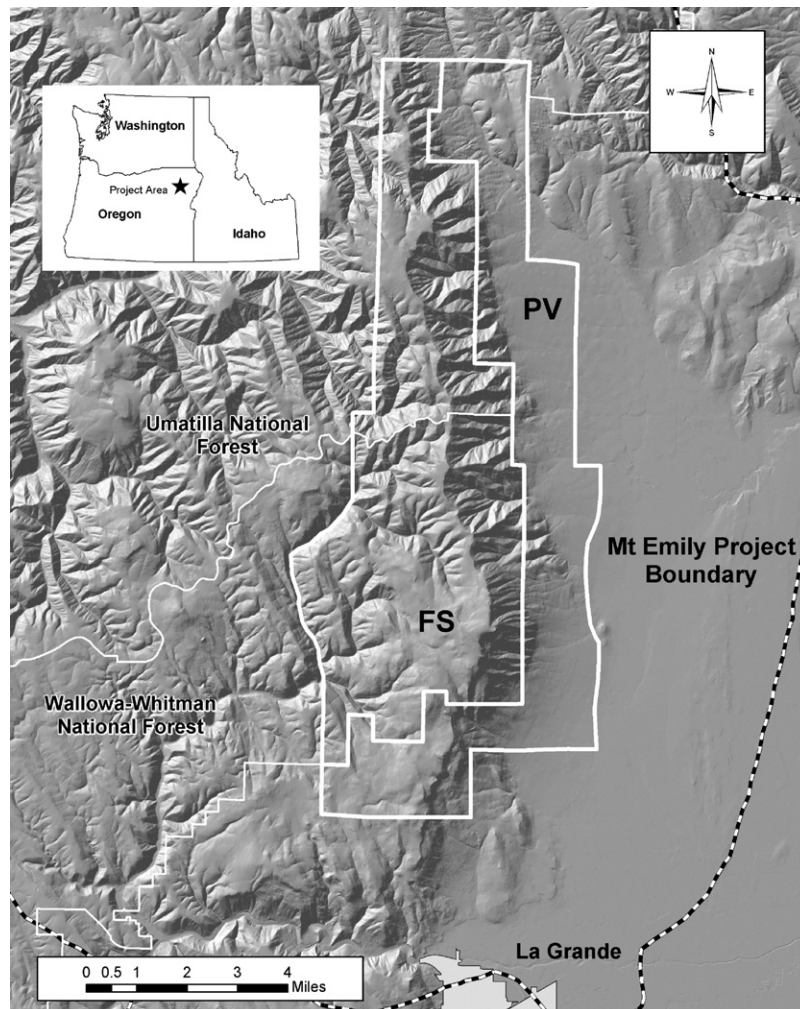 N
W E
S
Washington
Project Area
Oregon
Idaho
PV
Umatilla National
Forest
Mt Emily Project
Boundary
FS
Wallowa-Whitman
National Forest
La Grande
0 0.5 1 2 3 4
Miles